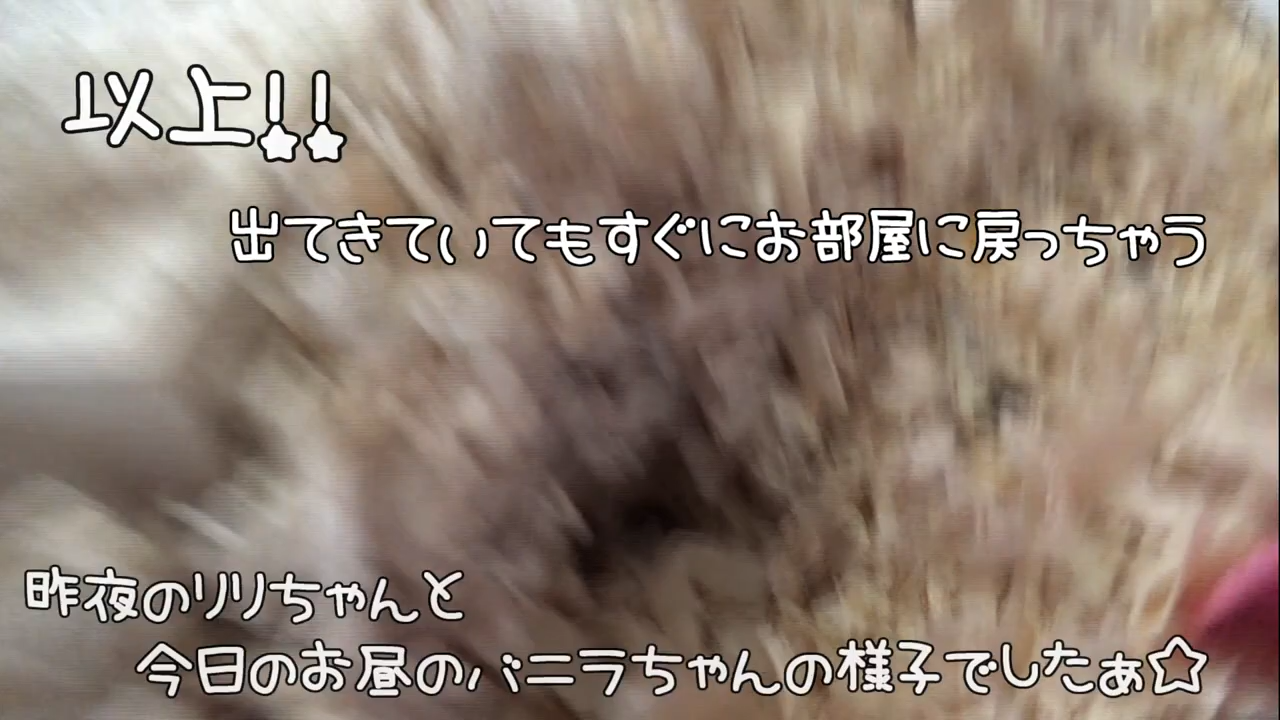 以上!!
出てきていてもすぐにお部屋に戻っちゃう
昨夜のリリちゃんと
今日のお昼のバニラちゃんの様子でしたぁ☆